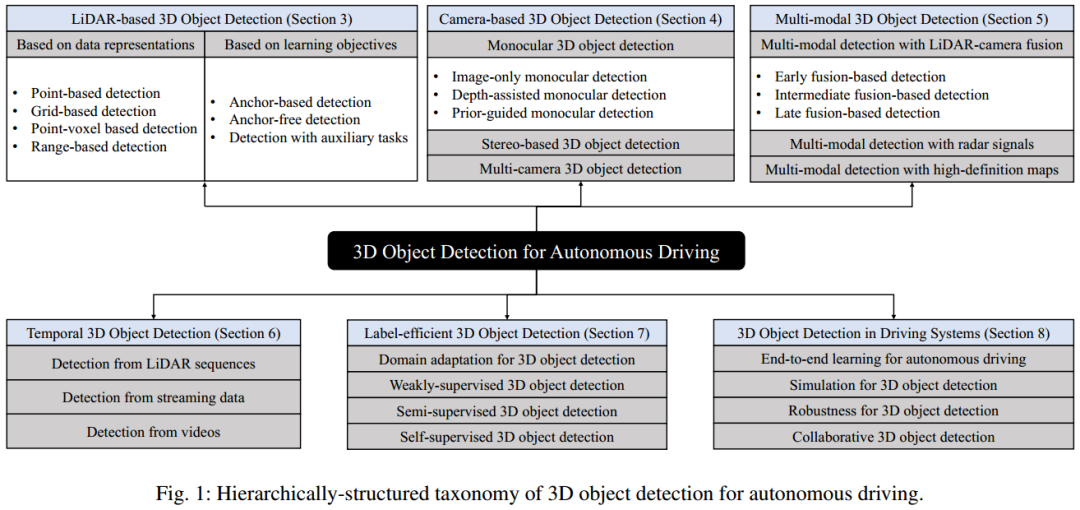 LiDAR-based 3D Object Detection (Section 3)
Based on data representations
• Point-based detection
• Grid-based detection
• Point-voxel based detection
• Range-based detection
Based on learning objectives
• Anchor-based detection
• Anchor-free detection
• Detection with auxiliary tasks
Camera-based 3D Object Detection (Section 4)
Monocular 3D object detection
• Image-only monocular detection
• Depth-assisted monocular detection
• Prior-guided monocular detection
Stereo-based 3D object detection
Multi-camera 3D object detection
Multi-modal 3D Object Detection (Section 5)
Multi-modal detection with LiDAR-camera fusion
• Early fusion-based detection
• Intermediate fusion-based detection
• Late fusion-based detection
Multi-modal detection with radar signals
Multi-modal detection with high-definition maps
3D Object Detection for Autonomous Driving
Temporal 3D Object Detection (Section 6)
Detection from LiDAR sequences
Detection from streaming data
Detection from videos
Label-efficient 3D Object Detection (Section 7)
Domain adaptation for 3D object detection
Weakly-supervised 3D object detection
Semi-supervised 3D object detection
Self-supervised 3D object detection
3D Object Detection in Driving Systems (Section 8)
End-to-end learning for autonomous driving
Simulation for 3D object detection
Robustness for 3D object detection
Collaborative 3D object detection
Fig. 1: Hierarchically-structured taxonomy of 3D object detection for autonomous driving.